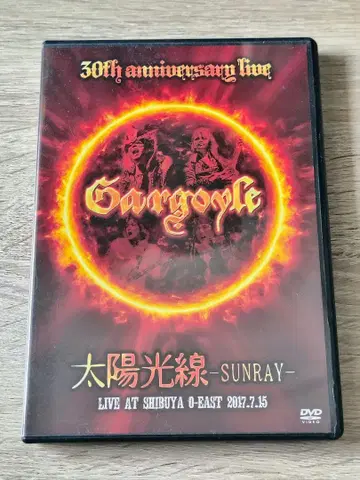 30th anniversary live
Gargoyle
太陽光線-SUNRAY-
LIVE AT SHIBUYA O-EAST 2017.7.15
DVD
VIDEO